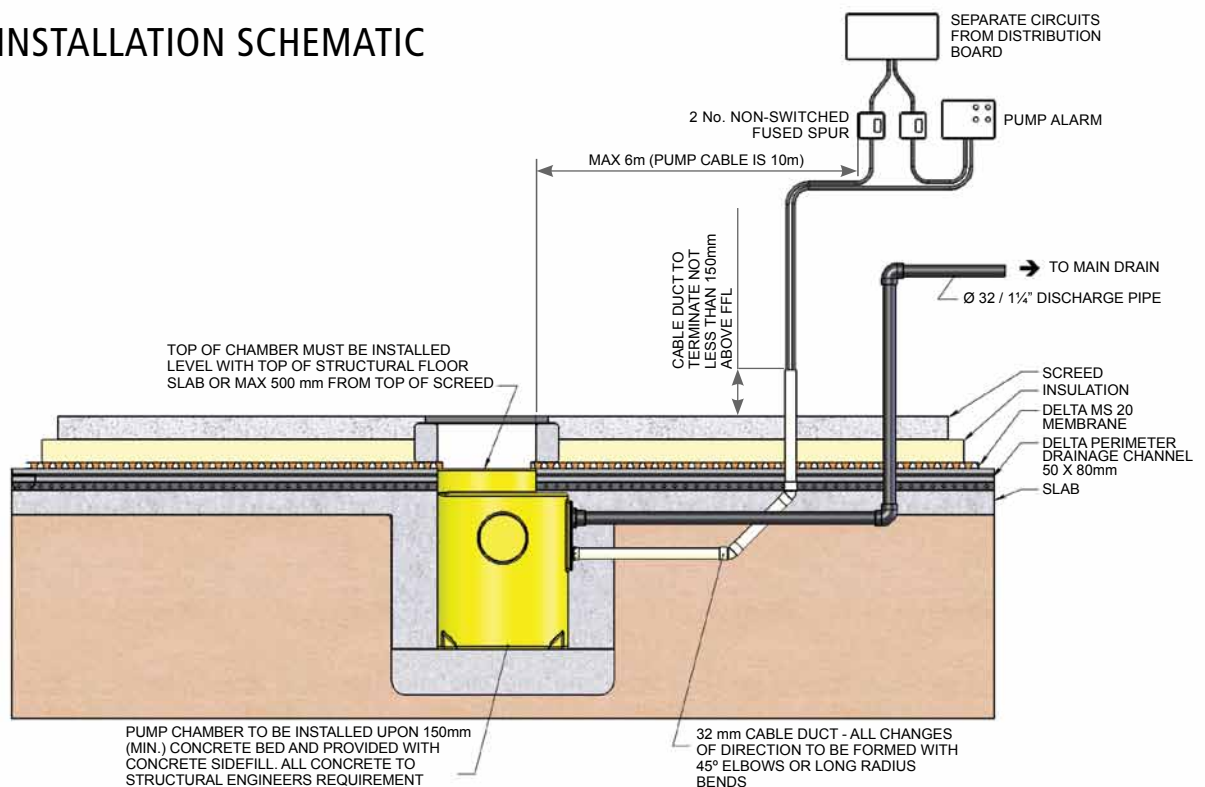 INSTALLATION SCHEMATIC
SEPARATE CIRCUITS
FROM DISTRIBUTION
BOARD
2 No. NON-SWITCHED
FUSED SPUR
PUMP ALARM
MAX 6m (PUMP CABLE IS 10m)
CABLE DUCT TO
TERMINATE NOT
LESS THAN 150mm
ABOVE FFL
TO MAIN DRAIN
Ø 32 / 1¼” DISCHARGE PIPE
TOP OF CHAMBER MUST BE INSTALLED
LEVEL WITH TOP OF STRUCTURAL FLOOR
SLAB OR MAX 500 mm FROM TOP OF SCREED
SCREED
INSULATION
DELTA MS 20
MEMBRANE
DELTA PERIMETER
DRAINAGE CHANNEL
50 X 80mm
SLAB
PUMP CHAMBER TO BE INSTALLED UPON 150mm
(MIN.) CONCRETE BED AND PROVIDED WITH
CONCRETE SIDEFILL. ALL CONCRETE TO
STRUCTURAL ENGINEERS REQUIREMENT
32 mm CABLE DUCT - ALL CHANGES
OF DIRECTION TO BE FORMED WITH
45º ELBOWS OR LONG RADIUS
BENDS